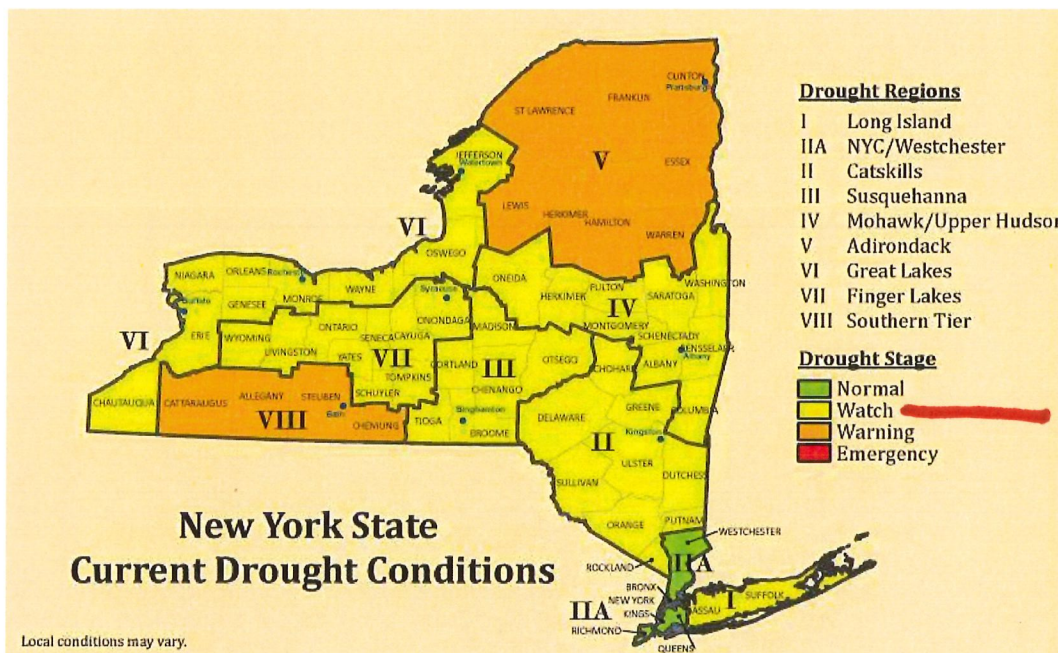 CLINTON
Plattsburgh
FRANKLIN
ST LAWRENCE
Drought Regions
I Long Island
IIA NYC/Westchester
II Catskills
III Susquehanna
IV Mohawk/Upper Hudson
V Adirondack
VI Great Lakes
VII Finger Lakes
VIII Southern Tier
Drought Stage
Normal
Watch
Warning
Emergency
JEFFERSON
Watertown
V
ESSEX
LEWIS
HERKIMER
HAMILTON
WARREN
VI
OSWEGO
ONEIDA
HERKIMER
FULTON
IV
SARATOGA
WASHINGTON
MONTGOMERY
SCHENECTADY
RENSSELAER
ALBANY
Albany
NIAGARA
ORLEANS
GENESEE
MONROE
WAYNE
Syracuse
ONONDAGA
MADISON
Buffalo
VI
ERIE
WYOMING
LIVINGSTON
ONTARIO
SENECA
CAYUGA
YATES
VII
TOMPKINS
SCHUYLER
CORTLAND
III
OTSEGO
CHENANGO
SCHOHARIE
CHAUTAUQUA
CATTARAUGUS
ALLEGANY
STEUBEN
Bath
VIII
CHEMUNG
TIOGA
Binghamton
BROOME
DELAWARE
GREENE
COLUMBIA
II
Kingston
ULSTER
SULLIVAN
DUTCHESS
ORANGE
PUTNAM
WESTCHESTER
ROCKLAND
IIA
BRONX
NEW YORK
IIA
KINGS
RICHMOND
QUEENS
NASSAU
I
SUFFOLK
New York State
Current Drought Conditions
Local conditions may vary.